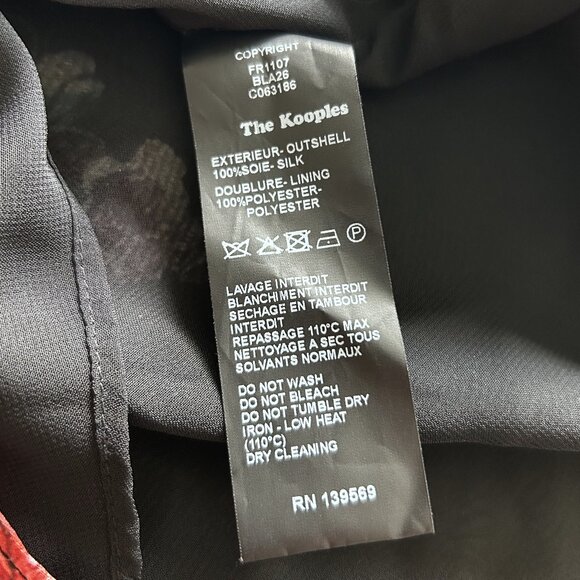 COPYRIGHT
FR1107
BLA26
C063186
The Kooples
EXTERIEUR- OUTSHELL
100%SOIE- SILK
DOUBLURE- LINING
100%POLYESTER-
POLYESTER
P
LAVAGE INTERDIT
BLANCHIMENT INTERDIT
SECHAGE EN TAMBOUR
INTERDIT
REPASSAGE 110°C MAX
NETTOYAGE A SEC TOUS
SOLVANTS NORMAUX
DO NOT WASH
DO NOT BLEACH
DO NOT TUMBLE DRY
IRON - LOW HEAT
(110°C)
DRY CLEANING
RN 139569